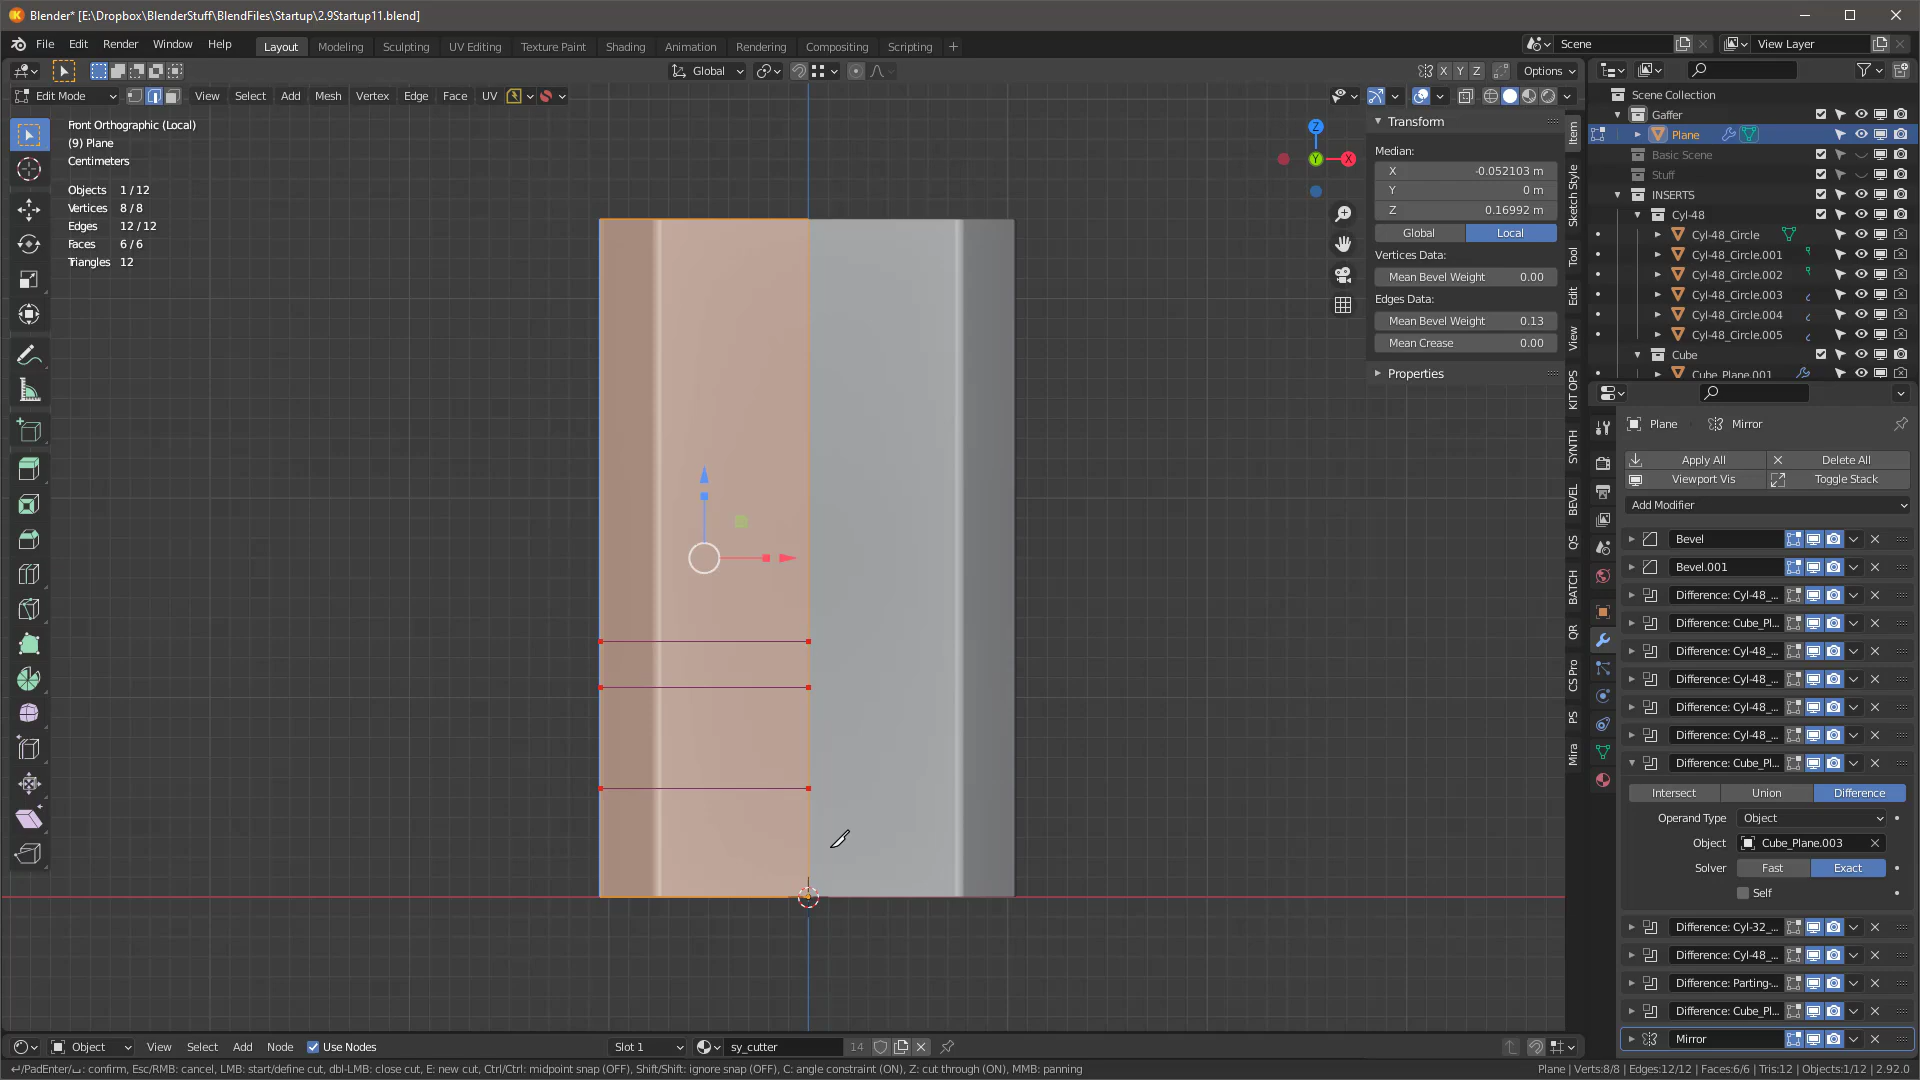 Blender* [E:\Dropbox\BlenderStuff\BlendFiles\Startup\2.9Startup11.blend]
File Edit Render Window Help
Layout Modeling Sculpting UV Editing Texture Paint Shading Animation Rendering Compositing Scripting +
Scene
View Layer
Global
X Y Z
Options
Edit Mode
View Select Add Mesh Vertex Edge Face UV
Front Orthographic (Local)
(9) Plane
Centimeters
Objects 1 / 12
Vertices 8 / 8
Edges 12 / 12
Faces 6 / 6
Triangles 12
Z
Y
X
Transform
Median:
X -0.052103 m
Y 0 m
Z 0.16992 m
Global Local
Vertices Data:
Mean Bevel Weight 0.00
Edges Data:
Mean Bevel Weight 0.13
Mean Crease 0.00
Properties
Item
Sketch Style
Tool
Edit
View
KIT OPS
SYNTH
BEVEL
QS
BATCH
QR
CS Pro
PS
Mira
Scene Collection
Gaffer
Plane
Basic Scene
Stuff
INSERTS
Cyl-48
Cyl-48_Circle
Cyl-48_Circle.001
Cyl-48_Circle.002
Cyl-48_Circle.003
Cyl-48_Circle.004
Cyl-48_Circle.005
Cube
Cube_Plane.001
Plane Mirror
Apply All Delete All
Viewport Vis Toggle Stack
Add Modifier
Bevel
Bevel.001
Difference: Cyl-48_...
Difference: Cube_Pl...
Difference: Cyl-48_...
Difference: Cyl-48_...
Difference: Cyl-48_...
Difference: Cyl-48_...
Difference: Cube_Pl...
Intersect Union Difference
Operand Type Object
Object Cube_Plane.003
Solver Fast Exact
Self
Difference: Cyl-32_...
Difference: Cyl-48_...
Difference: Parting-...
Difference: Cube_Pl...
Mirror
Object View Select Add Node Use Nodes Slot 1 sy_cutter 14
/PadEnter/⎵: confirm, Esc/RMB: cancel, LMB: start/define cut, dbl-LMB: close cut, E: new cut, Ctrl/Ctrl: midpoint snap (OFF), Shift/Shift: ignore snap (OFF), C: angle constraint (ON), Z: cut through (ON), MMB: panning
Plane | Verts:8/8 | Edges:12/12 | Faces:6/6 | Tris:12 | Objects:1/12 | 2.92.0